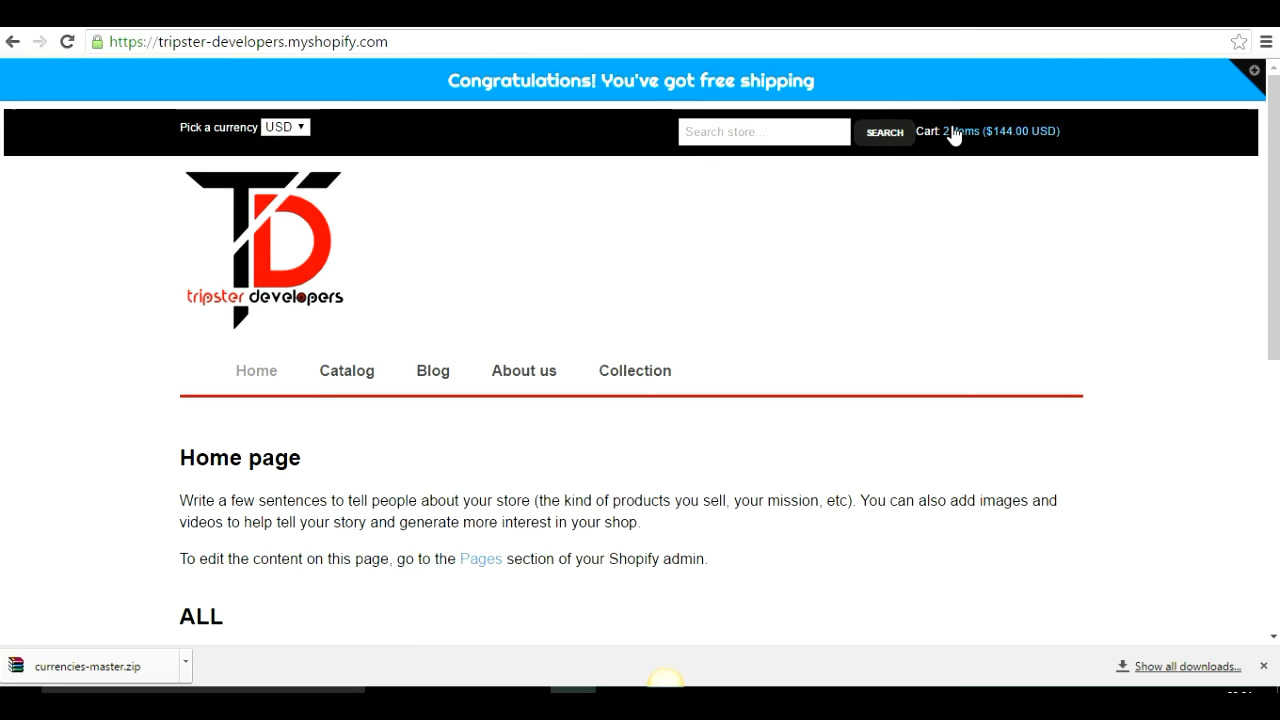 https://tripster-developers.myshopify.com
Congratulations! You've got free shipping
Pick a currency USD
Search store...
SEARCH
Cart: 2 items ($144.00 USD)
TD
tripster developers
Home Catalog Blog About us Collection
Home page
Write a few sentences to tell people about your store (the kind of products you sell, your mission, etc). You can also add images and
videos to help tell your story and generate more interest in your shop.
To edit the content on this page, go to the Pages section of your Shopify admin.
ALL
currencies-master.zip
Show all downloads...